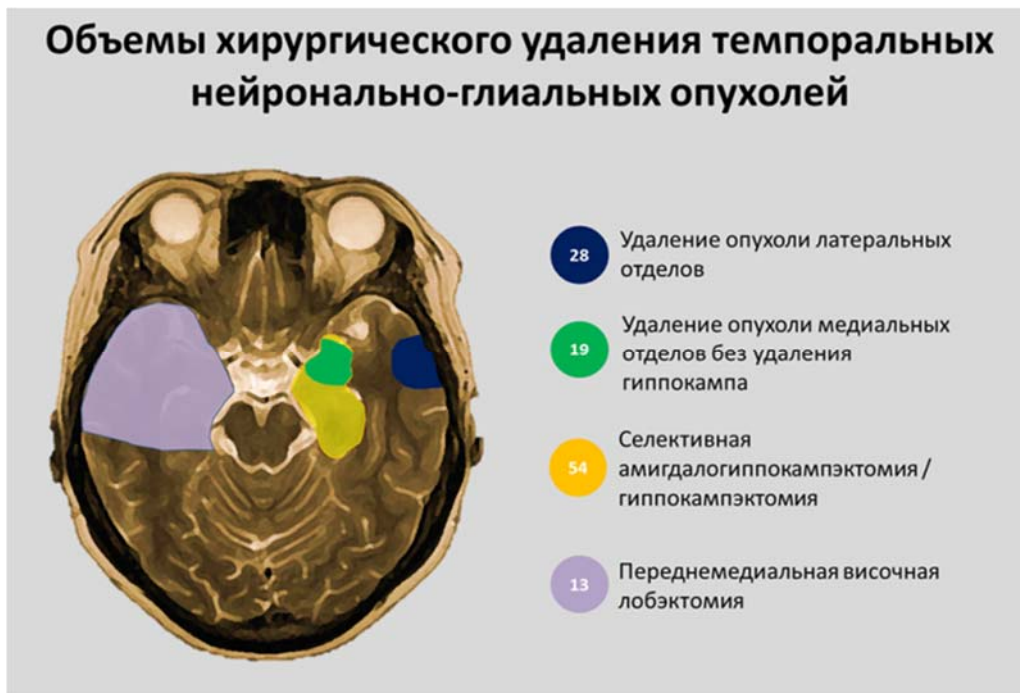 Объемы хирургического удаления темпоральных
нейронально-глиальных опухолей
28
Удаление опухоли латеральных
отделов
19
Удаление опухоли медиальных
отделов без удаления
гиппокампа
54
Селективная
амигдалогиппокампэктомия /
гиппокампэктомия
13
Переднемедиальная височная
лобэктомия